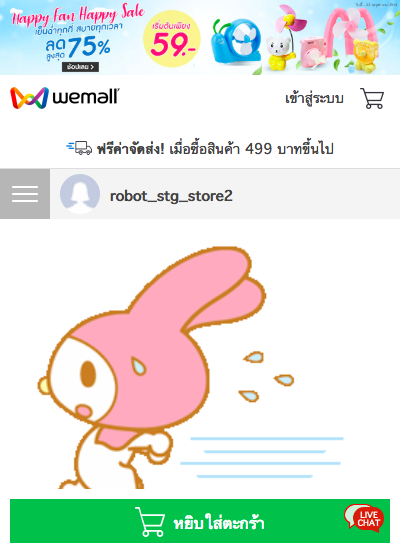 Happy Fan Happy Sale
เย็นฉ่ำทุกที่ สบายทุกเวลา
ลด
สูงสุด
75%
ช้อปเลย >
เริ่มต้นเพียง
59.-
wemall
เข้าสู่ระบบ
ฟรีค่าจัดส่ง! เมื่อซื้อสินค้า 499 บาทขึ้นไป
robot_stg_store2
หยิบใส่ตะกร้า
LIVE
CHAT